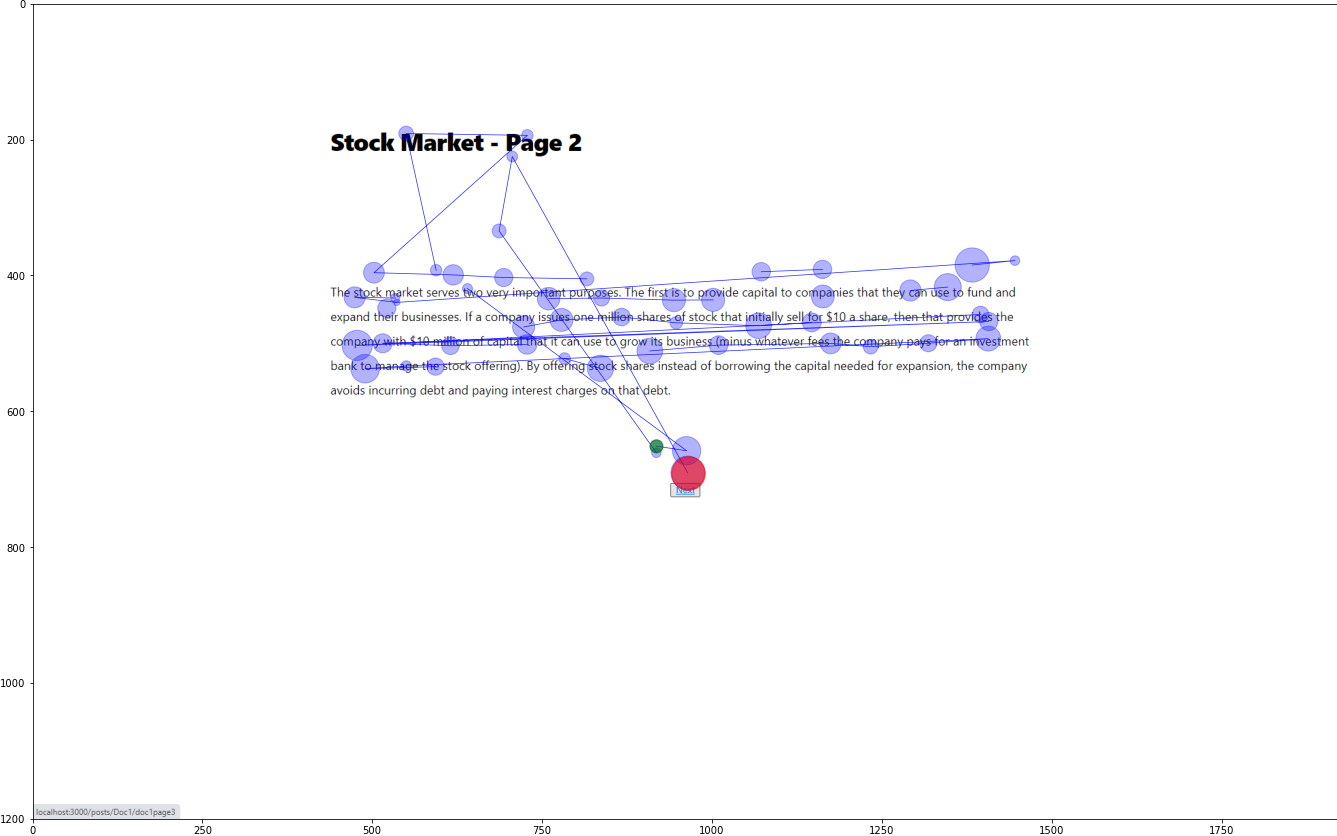 0
200
Stock Market - Page 2
400
The stock market serves two very important purposes. The first is to provide capital to companies that they can use to fund and
expand their businesses. If a company issues one million shares of stock that initially sell for $10 a share, then that provides the
company with $10 million of capital that it can use to grow its business (minus whatever fees the company pays for an investment
bank to manage the stock offering). By offering stock shares instead of borrowing the capital needed for expansion, the company
avoids incurring debt and paying interest charges on that debt.
600
Next
800
1000
localhost:3000/posts/Doc1/doc1page3
1200
0 250 500 750 1000 1250 1500 1750